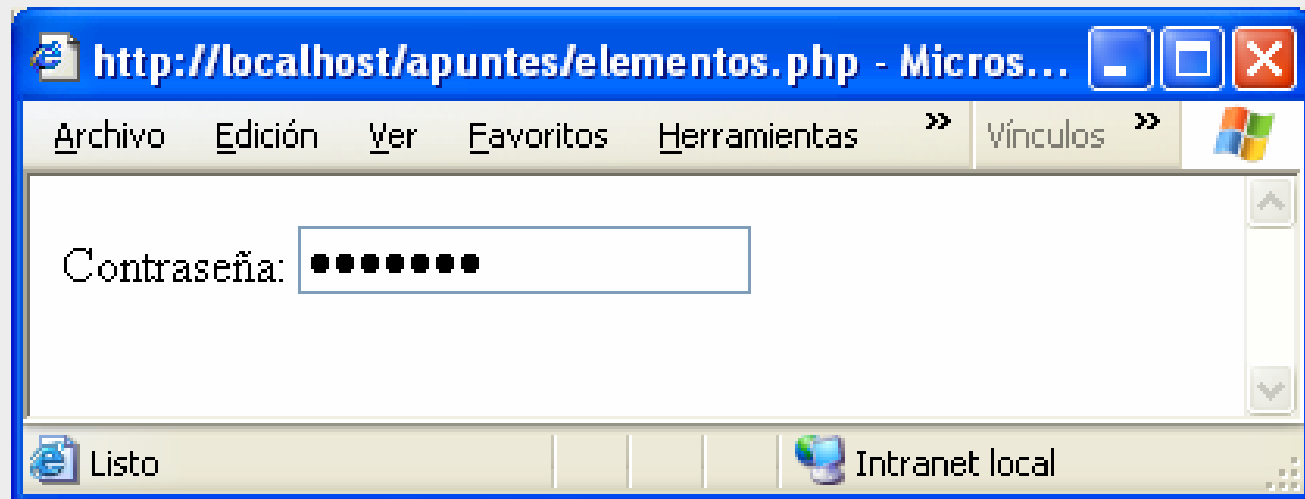 http://localhost/apuntes/elementos.php - Micros...
Archivo Edición Ver Favoritos Herramientas » Vínculos »
Contraseña: •••••••
Listo Intranet local